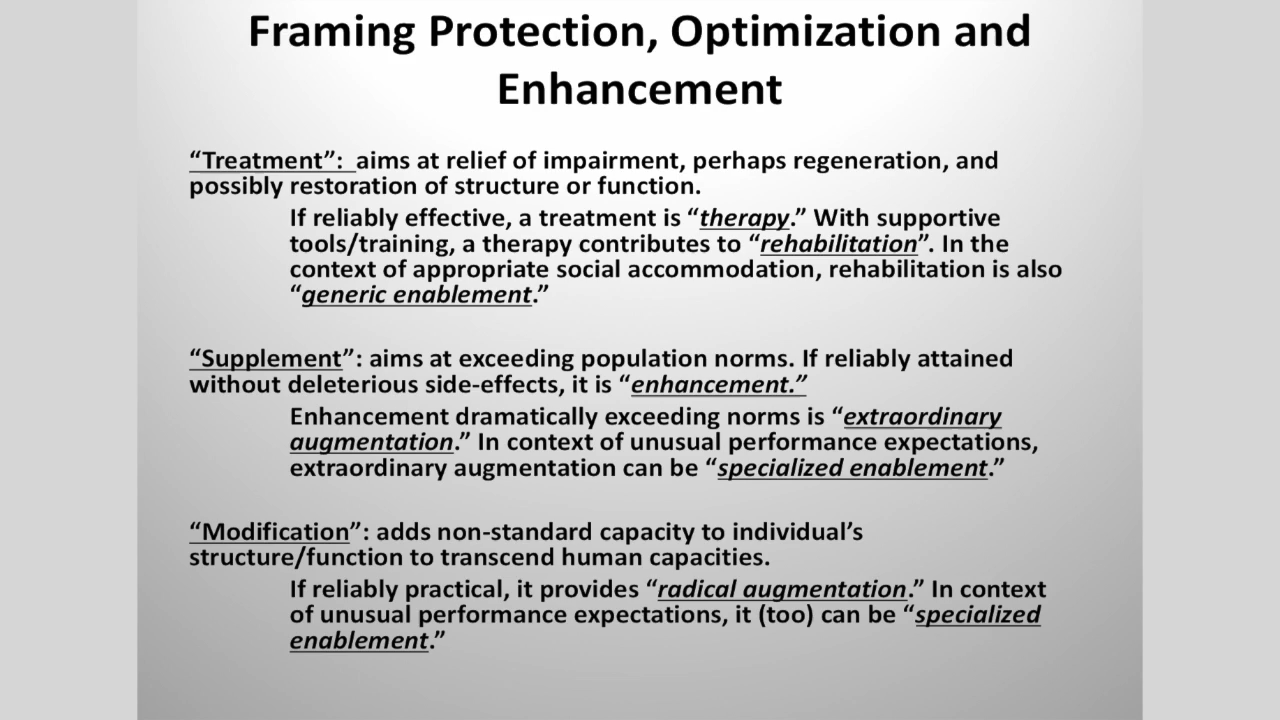 Framing Protection, Optimization and
Enhancement
“Treatment”: aims at relief of impairment, perhaps regeneration, and
possibly restoration of structure or function.
If reliably effective, a treatment is “therapy.” With supportive
tools/training, a therapy contributes to “rehabilitation”. In the
context of appropriate social accommodation, rehabilitation is also
“generic enablement.”
“Supplement”: aims at exceeding population norms. If reliably attained
without deleterious side-effects, it is “enhancement.”
Enhancement dramatically exceeding norms is “extraordinary
augmentation.” In context of unusual performance expectations,
extraordinary augmentation can be “specialized enablement.”
“Modification”: adds non-standard capacity to individual’s
structure/function to transcend human capacities.
If reliably practical, it provides “radical augmentation.” In context
of unusual performance expectations, it (too) can be “specialized
enablement.”